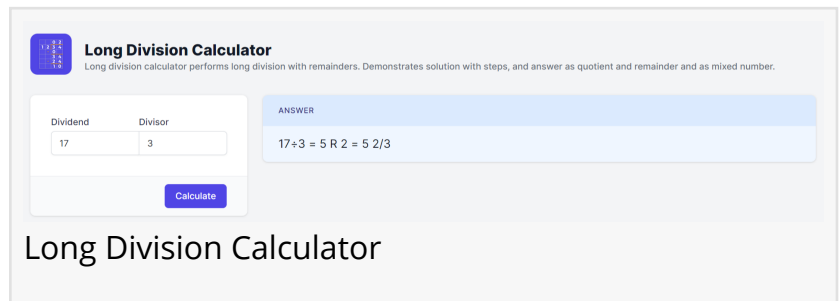 Long Division Calculator
Long division calculator performs long division with remainders. Demonstrates solution with steps, and answer as quotient and remainder and as mixed number.
Dividend Divisor
17 3
Calculate
ANSWER
17÷3 = 5 R 2 = 5 2/3
Long Division Calculator